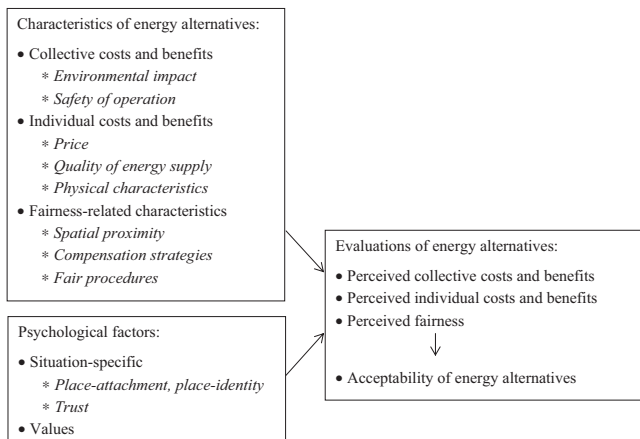 Characteristics of energy alternatives:
• Collective costs and benefits
* Environmental impact
* Safety of operation
• Individual costs and benefits
* Price
* Quality of energy supply
* Physical characteristics
• Fairness-related characteristics
* Spatial proximity
* Compensation strategies
* Fair procedures
Psychological factors:
• Situation-specific
* Place-attachment, place-identity
* Trust
• Values
Evaluations of energy alternatives:
• Perceived collective costs and benefits
• Perceived individual costs and benefits
• Perceived fairness
• Acceptability of energy alternatives